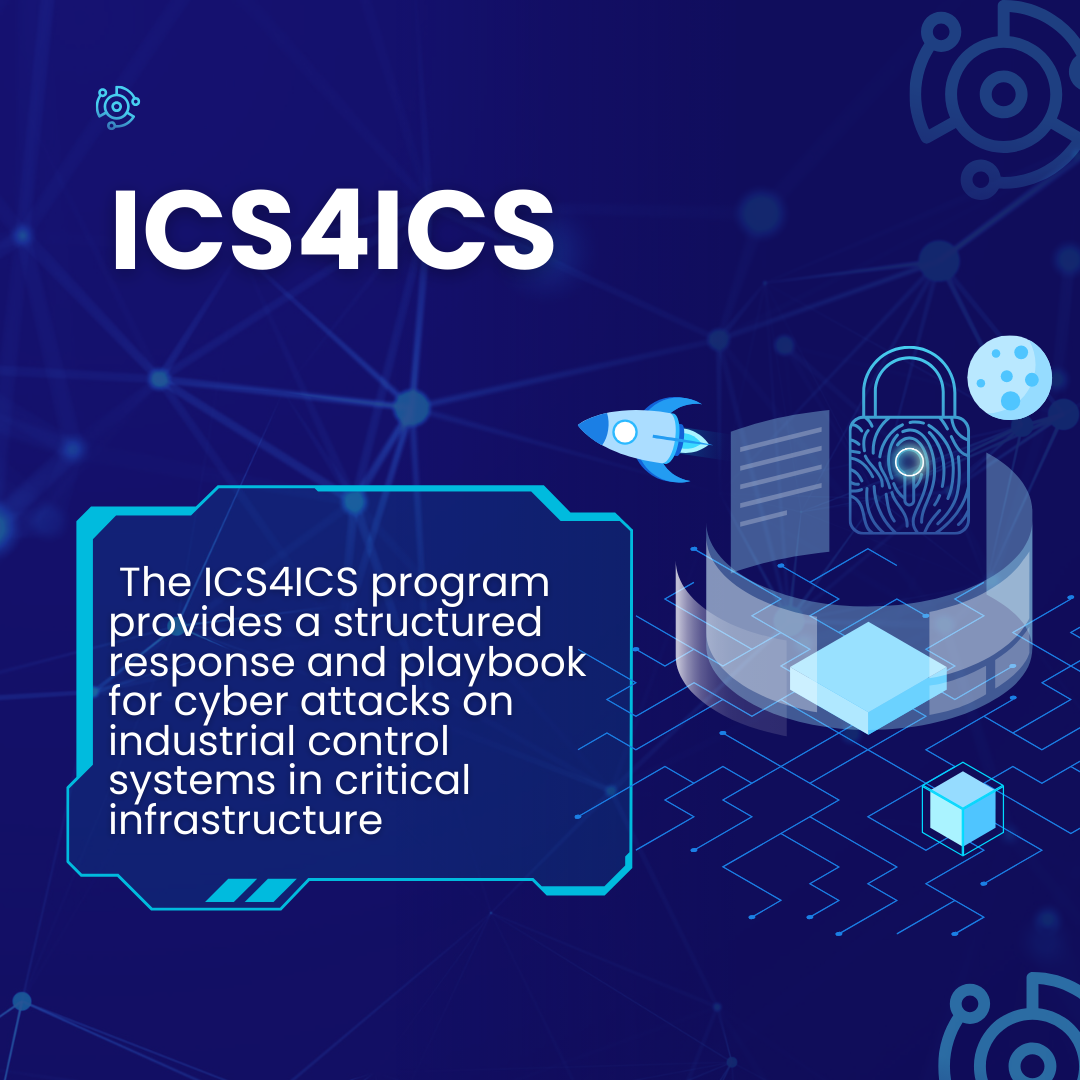 ICS4ICS
The ICS4ICS program
provides a structured
response and playbook
for cyber attacks on
industrial control
systems in critical
infrastructure